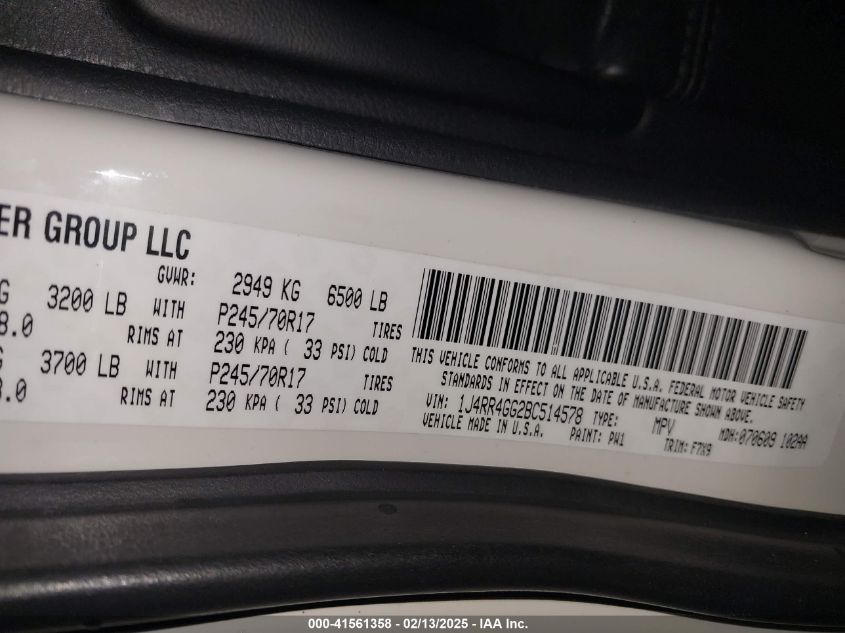 ER GROUP LLC
GVWR: 2949 KG 6500 LB
G 3200 LB WITH P245/70R17 TIRES
8.0 RIMS AT 230 KPA ( 33 PSI) COLD
G 3700 LB WITH P245/70R17 TIRES
8.0 RIMS AT 230 KPA ( 33 PSI) COLD
THIS VEHICLE CONFORMS TO ALL APPLICABLE U.S.A. FEDERAL MOTOR VEHICLE SAFETY
STANDARDS IN EFFECT ON THE DATE OF MANUFACTURE SHOWN ABOVE.
VIN: 1J4RR4GG2BC514578 TYPE: MPV MDH:070609 102AA
VEHICLE MADE IN U.S.A. PAINT: PW1 TRIM: F7X9
000-41561358 - 02/13/2025 - IAA Inc.